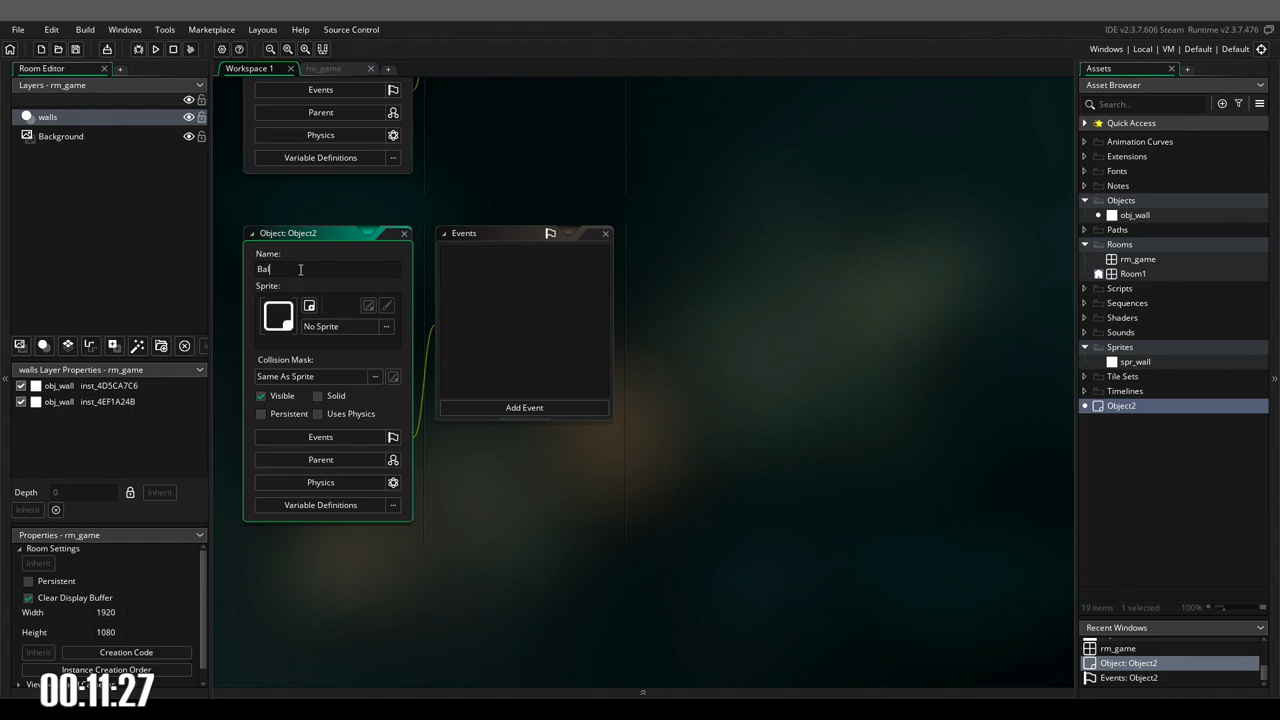 File Edit Build Windows Tools Marketplace Layouts Help Source Control IDE v2.3.7.606 Steam Runtime v2.3.7.476
Windows | Local | VM | Default | Default
Room Editor
Workspace 1
rm_game
Assets
Layers - rm_game
walls
Background
walls Layer Properties - rm_game
obj_wall inst_4D5CA7C6
obj_wall inst_4EF1A24B
Depth 0 Inherit
Inherit
Properties - rm_game
Room Settings
Inherit
Persistent
Clear Display Buffer
Width 1920
Height 1080
Inherit Creation Code
Instance Creation Order
00:11:27
Events
Parent
Physics
Variable Definitions
Object: Object2
Name:
Bal
Sprite:
No Sprite
Collision Mask:
Same As Sprite
Visible Solid
Persistent Uses Physics
Events
Parent
Physics
Variable Definitions
Events
Add Event
Asset Browser
Search...
Quick Access
Animation Curves
Extensions
Fonts
Notes
Objects
obj_wall
Paths
Rooms
rm_game
Room1
Scripts
Sequences
Shaders
Sounds
Sprites
spr_wall
Tile Sets
Timelines
Object2
19 items 1 selected 100%
Recent Windows
rm_game
Object: Object2
Events: Object2